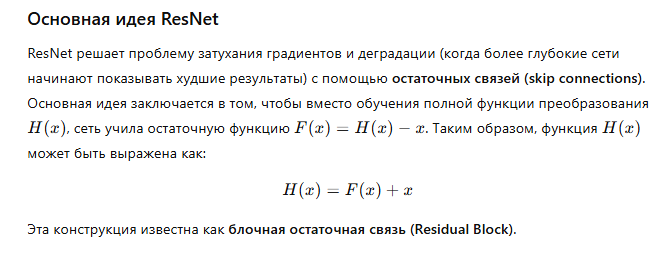 Основная идея ResNet
ResNet решает проблему затухания градиентов и деградации (когда более глубокие сети
начинают показывать худшие результаты) с помощью остаточных связей (skip connections).
Основная идея заключается в том, чтобы вместо обучения полной функции преобразования
H(x), сеть учила остаточную функцию F(x) = H(x) − x. Таким образом, функция H(x)
может быть выражена как:
H(x) = F(x) + x
Эта конструкция известна как блочная остаточная связь (Residual Block).